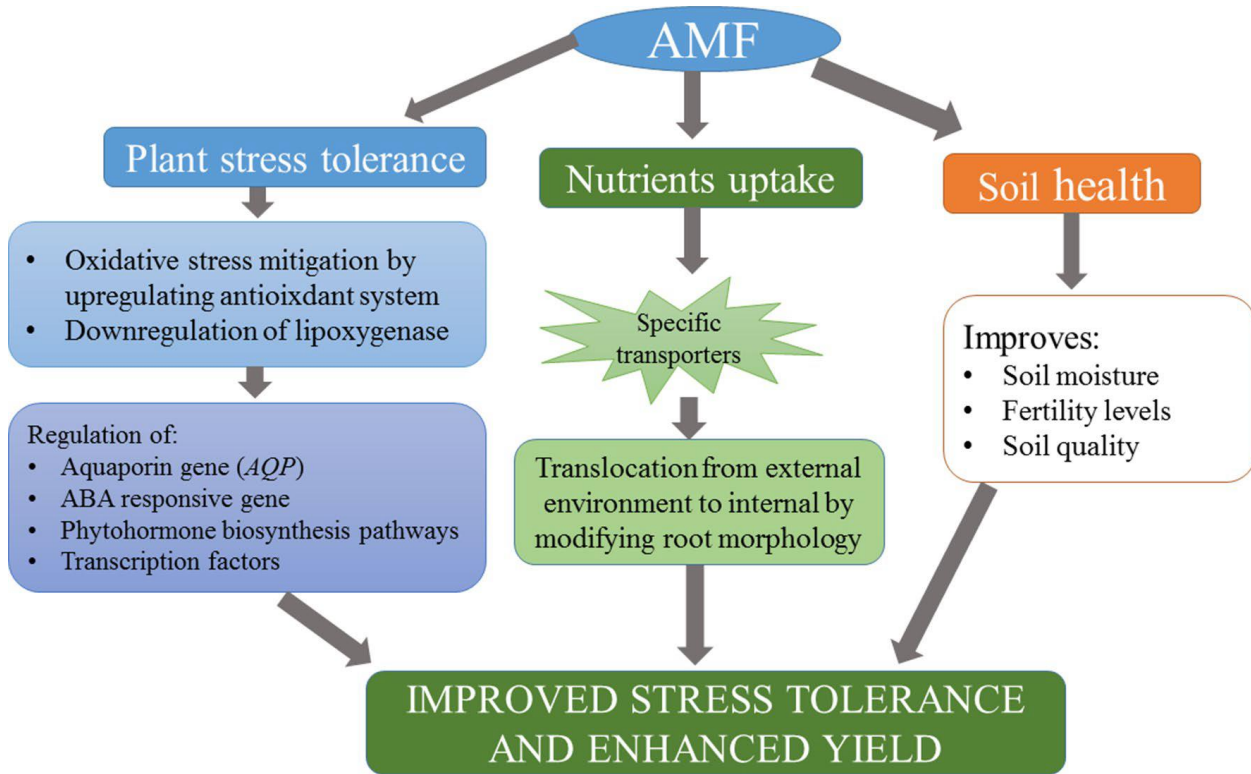 AMF
Plant stress tolerance
• Oxidative stress mitigation by
upregulating antioixdant system
• Downregulation of lipoxygenase
Regulation of:
• Aquaporin gene (AQP)
• ABA responsive gene
• Phytohormone biosynthesis pathways
• Transcription factors
Nutrients uptake
Specific
transporters
Translocation from external
environment to internal by
modifying root morphology
Soil health
Improves:
• Soil moisture
• Fertility levels
• Soil quality
IMPROVED STRESS TOLERANCE
AND ENHANCED YIELD